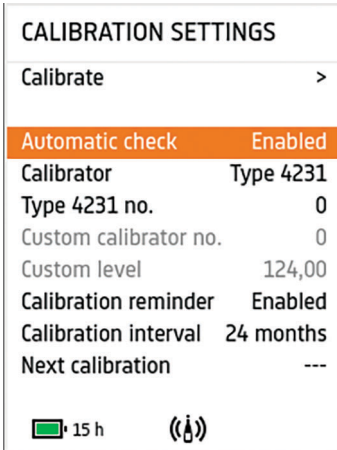 CALIBRATION SETTINGS
Calibrate >
Automatic check Enabled
Calibrator Type 4231
Type 4231 no. 0
Custom calibrator no. 0
Custom level 124,00
Calibration reminder Enabled
Calibration interval 24 months
Next calibration ---
15 h